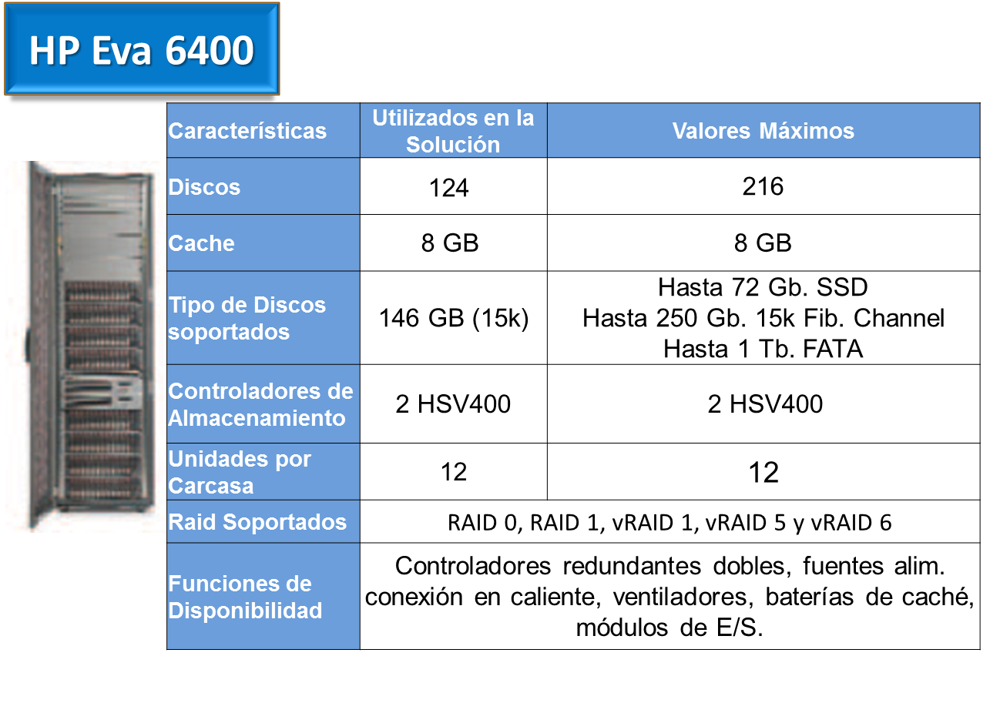 HP Eva 6400
Características
Utilizados en la
Solución
Valores Máximos
Discos
124
216
Cache
8 GB
8 GB
Tipo de Discos
soportados
146 GB (15k)
Hasta 72 Gb. SSD
Hasta 250 Gb. 15k Fib. Channel
Hasta 1 Tb. FATA
Controladores de
Almacenamiento
2 HSV400
2 HSV400
Unidades por
Carcasa
12
12
Raid Soportados
RAID 0, RAID 1, vRAID 1, vRAID 5 y vRAID 6
Funciones de
Disponibilidad
Controladores redundantes dobles, fuentes alim.
conexión en caliente, ventiladores, baterías de caché,
módulos de E/S.